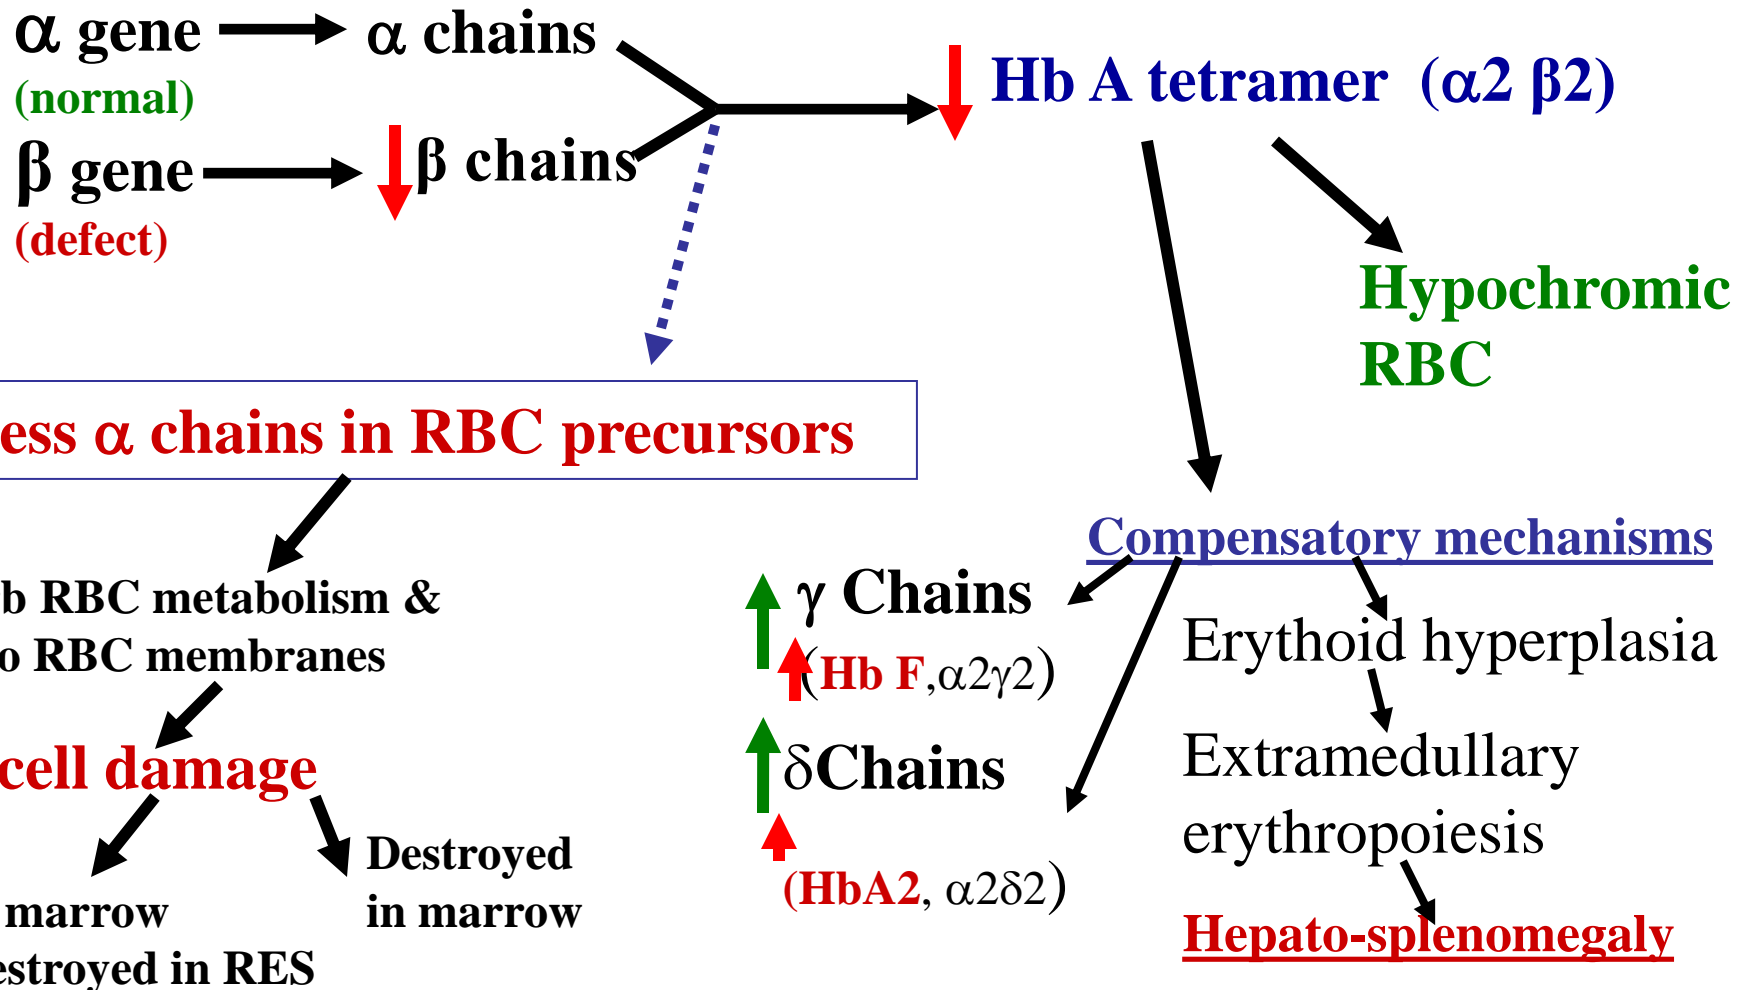 α gene
α chains
(normal)
β gene
β chains
(defect)
Hb A tetramer (α2 β2)
Hypochromic
RBC
ess α chains in RBC precursors
b RBC metabolism &
o RBC membranes
cell damage
marrow
estroyed in RES
Destroyed
in marrow
Compensatory mechanisms
γ Chains
(Hb F,α2γ2)
δChains
(HbA2, α2δ2)
Erythoid hyperplasia
Extramedullary
erythropoiesis
Hepato-splenomegaly